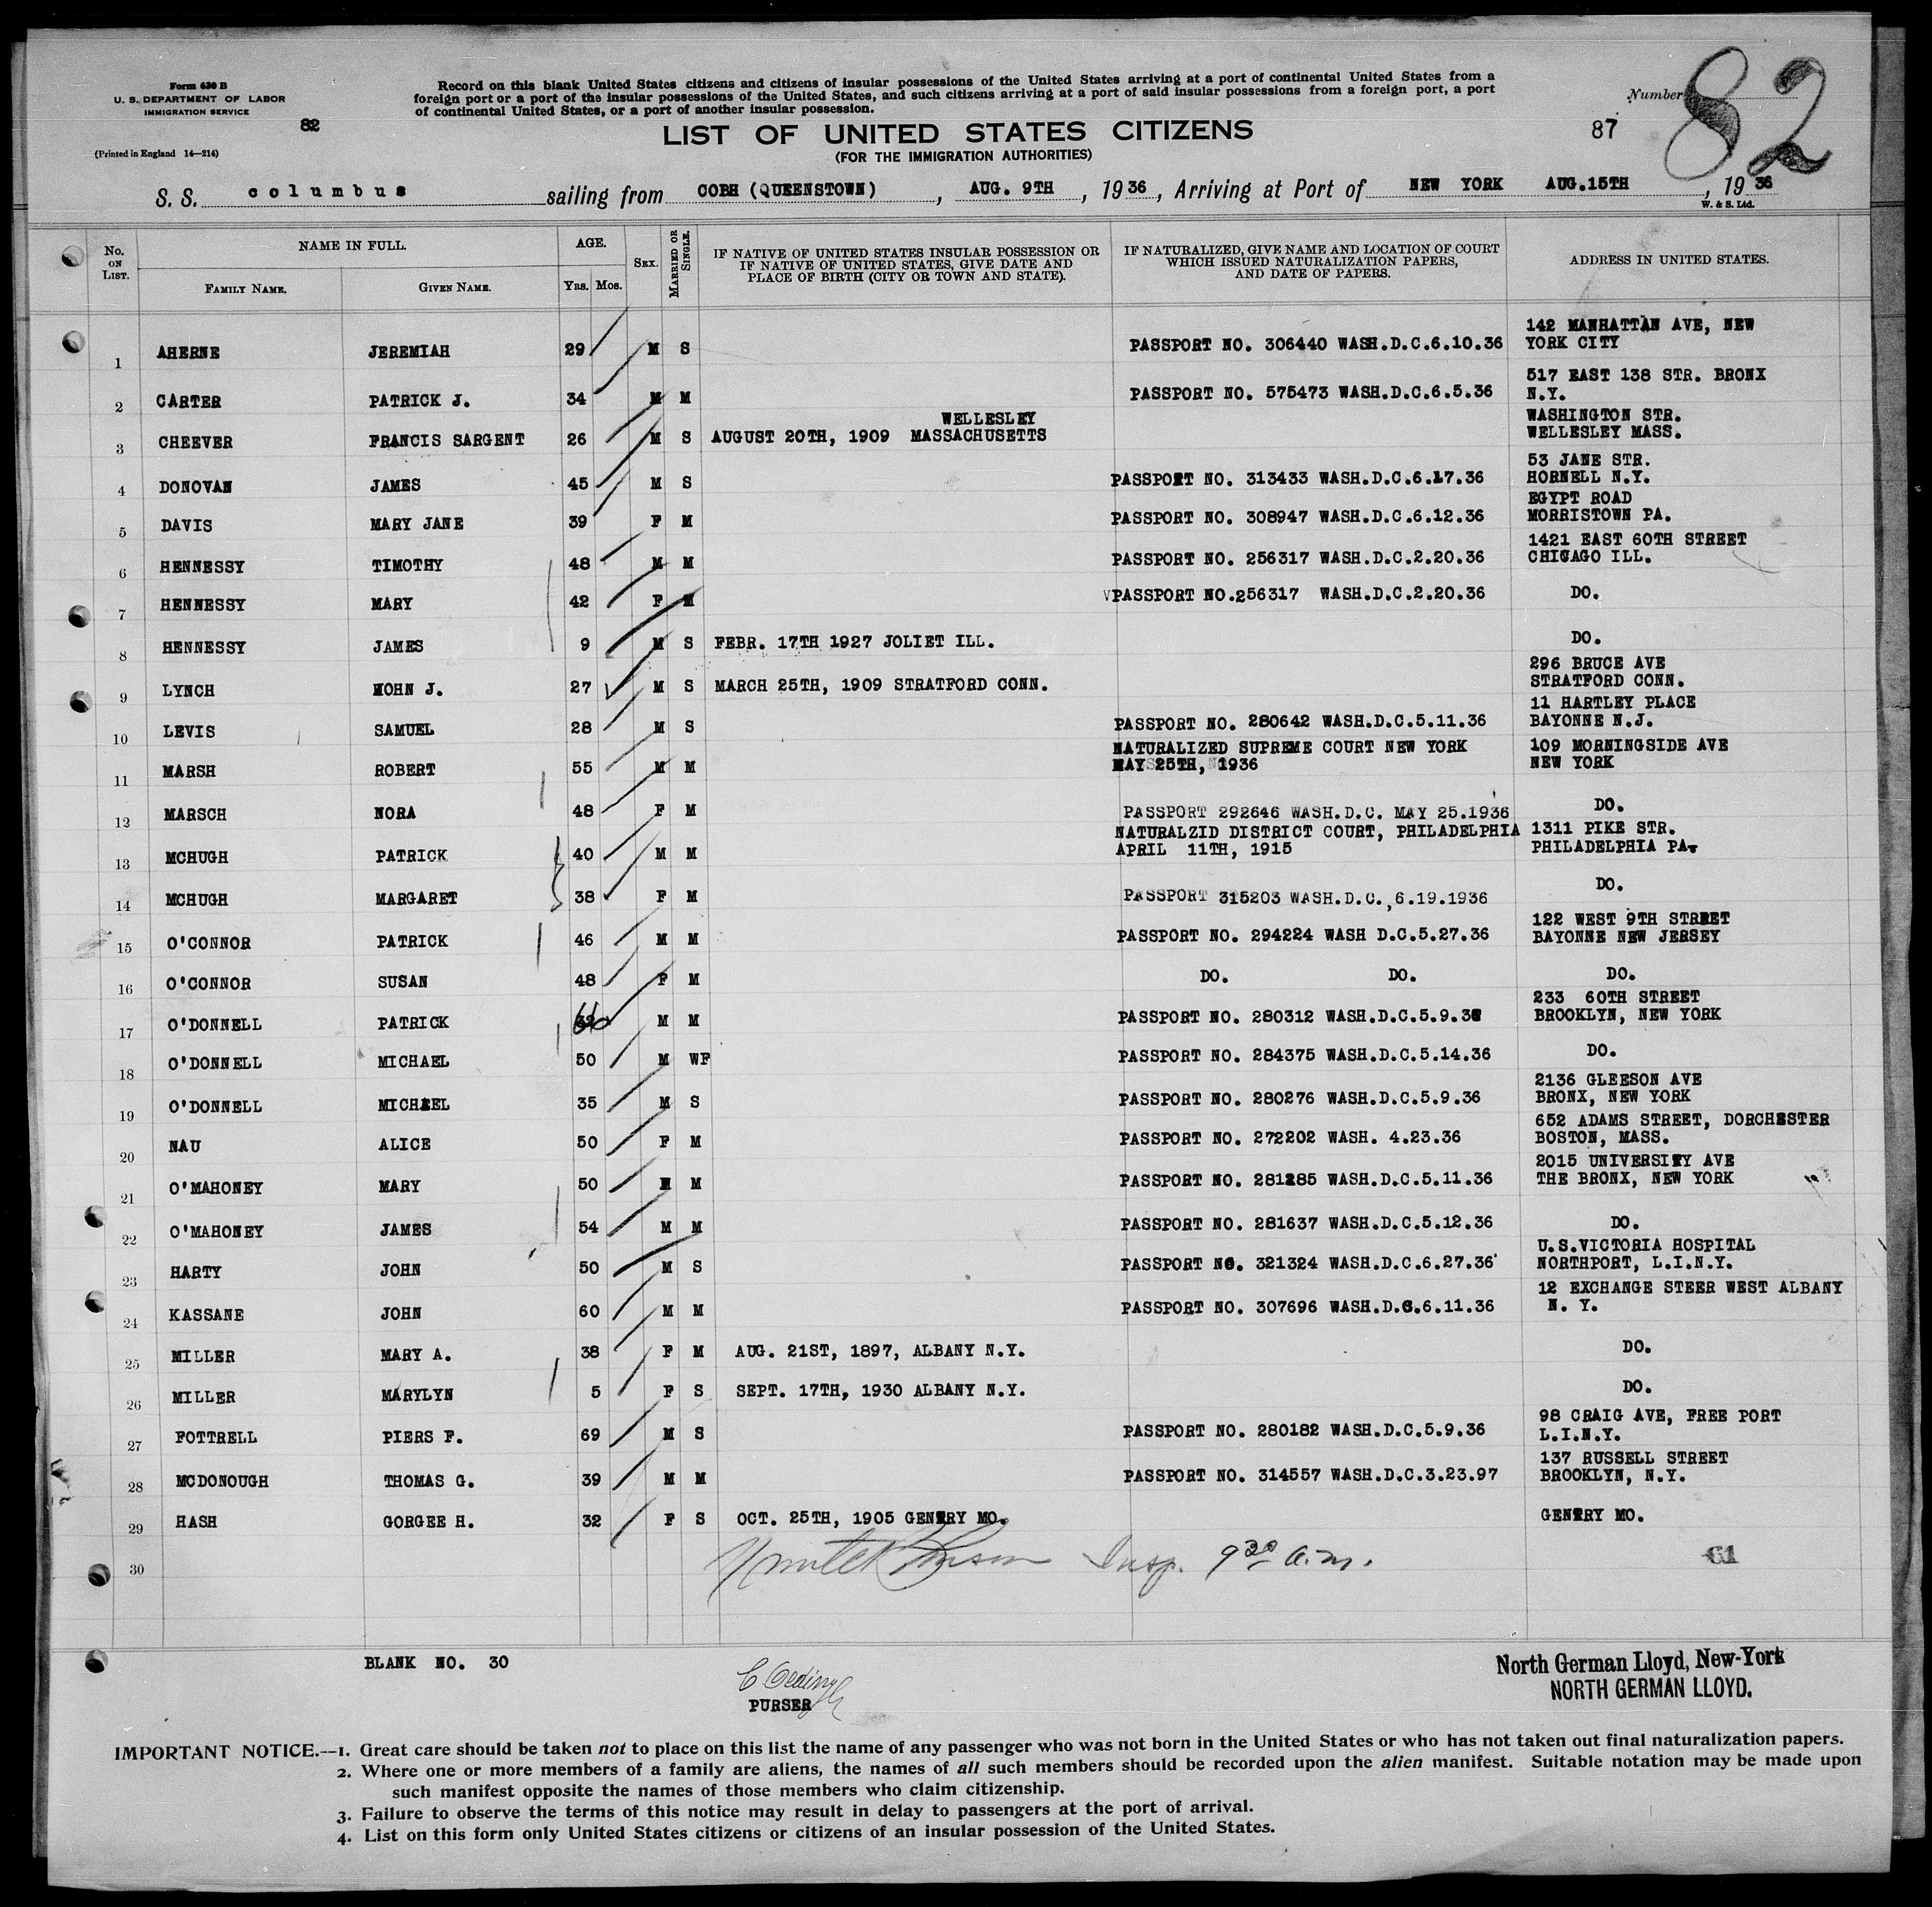 Form 630 B
U. S. DEPARTMENT OF LABOR
IMMIGRATION SERVICE
82
(Printed in England 14—214)
Record on this blank United States citizens and citizens of insular possessions of the United States arriving at a port of continental United States from a
foreign port or a port of the insular possessions of the United States, and such citizens arriving at a port of said insular possessions from a foreign port, a port
of continental United States, or a port of another insular possession.
LIST OF UNITED STATES CITIZENS
(FOR THE IMMIGRATION AUTHORITIES)
Number 82
87
S. S. columbus sailing from COBH (QUEENSTOWN), AUG. 9TH, 1936, Arriving at Port of NEW YORK AUG.15TH, 1936
W. & S. Ltd.
No. ON LIST.
NAME IN FULL.
FAMILY NAME. GIVEN NAME.
AGE.
YRS. MOS.
SEX.
MARRIED OR SINGLE.
IF NATIVE OF UNITED STATES INSULAR POSSESSION OR
IF NATIVE OF UNITED STATES, GIVE DATE AND
PLACE OF BIRTH (CITY OR TOWN AND STATE).
IF NATURALIZED, GIVE NAME AND LOCATION OF COURT
WHICH ISSUED NATURALIZATION PAPERS,
AND DATE OF PAPERS.
ADDRESS IN UNITED STATES.
142 MANHATTAN AVE, NEW
1 AHERNE JEREMIAH 29 M S PASSPORT NO. 306440 WASH.D.C.6.10.36 YORK CITY
517 EAST 138 STR. BRONX
2 CARTER PATRICK J. 34 M M PASSPORT NO. 575473 WASH.D.C.6.5.36 N.Y.
WELLESLEY WASHINGTON STR.
3 CHEEVER FRANCIS SARGENT 26 M S AUGUST 20TH, 1909 MASSACHUSETTS WELLESLEY MASS.
53 JANE STR.
4 DONOVAN JAMES 45 M S PASSPORT NO. 313433 WASH.D.C.6.17.36 HORNELL N.Y.
EGYPT ROAD
5 DAVIS MARY JANE 39 F M PASSPORT NO. 308947 WASH.D.C.6.12.36 MORRISTOWN PA.
1421 EAST 60TH STREET
6 HENNESSY TIMOTHY 48 M M PASSPORT NO. 256317 WASH.D.C.2.20.36 CHICAGO ILL.
7 HENNESSY MARY 42 F M VPASSPORT NO.256317 WASH.D.C.2.20.36 DO.
8 HENNESSY JAMES 9 M S FEBR. 17TH 1927 JOLIET ILL. DO.
296 BRUCE AVE
9 LYNCH NOHN J. 27 M S MARCH 25TH, 1909 STRATFORD CONN. STRATFORD CONN.
11 HARTLEY PLACE
10 LEVIS SAMUEL 28 M S PASSPORT NO. 280642 WASH.D.C.5.11.36 BAYONNE N.J.
NATURALIZED SUPREME COURT NEW YORK 109 MORNINGSIDE AVE
11 MARSH ROBERT 55 M M MAY 25TH, 1936 NEW YORK
12 MARSCH NORA 48 F M PASSPORT 292646 WASH.D.C. MAY 25.1936 DO.
NATURALZID DISTRICT COURT, PHILADELPHIA 1311 PIKE STR.
13 MCHUGH PATRICK 40 M M APRIL 11TH, 1915 PHILADELPHIA PA.
14 MCHUGH MARGARET 38 F M PASSPORT 315203 WASH.D.C.,6.19.1936 DO.
122 WEST 9TH STREET
15 O'CONNOR PATRICK 46 M M PASSPORT NO. 294224 WASH D.C.5.27.36 BAYONNE NEW JERSEY
16 O'CONNOR SUSAN 48 F M DO. DO. DO.
233 60TH STREET
17 O'DONNELL PATRICK 60 M M PASSPORT NO. 280312 WASH.D.C.5.9.36 BROOKLYN, NEW YORK
18 O'DONNELL MICHAEL 50 M WF PASSPORT NO. 284375 WASH.D.C.5.14.36 DO.
2136 GLEESON AVE
19 O'DONNELL MICHAEL 35 M S PASSPORT NO. 280276 WASH.D.C.5.9.36 BRONX, NEW YORK
652 ADAMS STREET, DORCHESTER
20 NAU ALICE 50 F M PASSPORT NO. 272202 WASH. 4.23.36 BOSTON, MASS.
2015 UNIVERSITY AVE
21 O'MAHONEY MARY 50 M PASSPORT NO. 281285 WASH.D.C.5.11.36 THE BRONX, NEW YORK
22 O'MAHONEY JAMES 54 M M PASSPORT NO. 281637 WASH.D.C.5.12.36 DO.
U.S.VICTORIA HOSPITAL
23 HARTY JOHN 50 M S PASSPORT NO. 321324 WASH.D.C.6.27.36 NORTHPORT, L.I.N.Y.
12 EXCHANGE STEER WEST ALBANY
24 KASSANE JOHN 60 M M PASSPORT NO. 307696 WASH.D.C.6.11.36 N. Y.
25 MILLER MARY A. 38 F M AUG. 21ST, 1897, ALBANY N.Y. DO.
26 MILLER MARYLYN 5 F S SEPT. 17TH, 1930 ALBANY N.Y. DO.
98 CRAIG AVE, FREE PORT
27 FOTTRELL PIERS F. 69 M S PASSPORT NO. 280182 WASH.D.C.5.9.36 L.I.N.Y.
137 RUSSELL STREET
28 MCDONOUGH THOMAS G. 39 M M PASSPORT NO. 314557 WASH.D.C.3.23.97 BROOKLYN, N.Y.
29 HASH GORGEE H. 32 F S OCT. 25TH, 1905 GENTRY MO. GENTRY MO.
30 Insp. 9 30 a.m. 61
BLANK NO. 30
PURSER
North German Lloyd, New-York
NORTH GERMAN LLOYD.
IMPORTANT NOTICE.—1. Great care should be taken not to place on this list the name of any passenger who was not born in the United States or who has not taken out final naturalization papers.
2. Where one or more members of a family are aliens, the names of all such members should be recorded upon the alien manifest. Suitable notation may be made upon
such manifest opposite the names of those members who claim citizenship.
3. Failure to observe the terms of this notice may result in delay to passengers at the port of arrival.
4. List on this form only United States citizens or citizens of an insular possession of the United States.